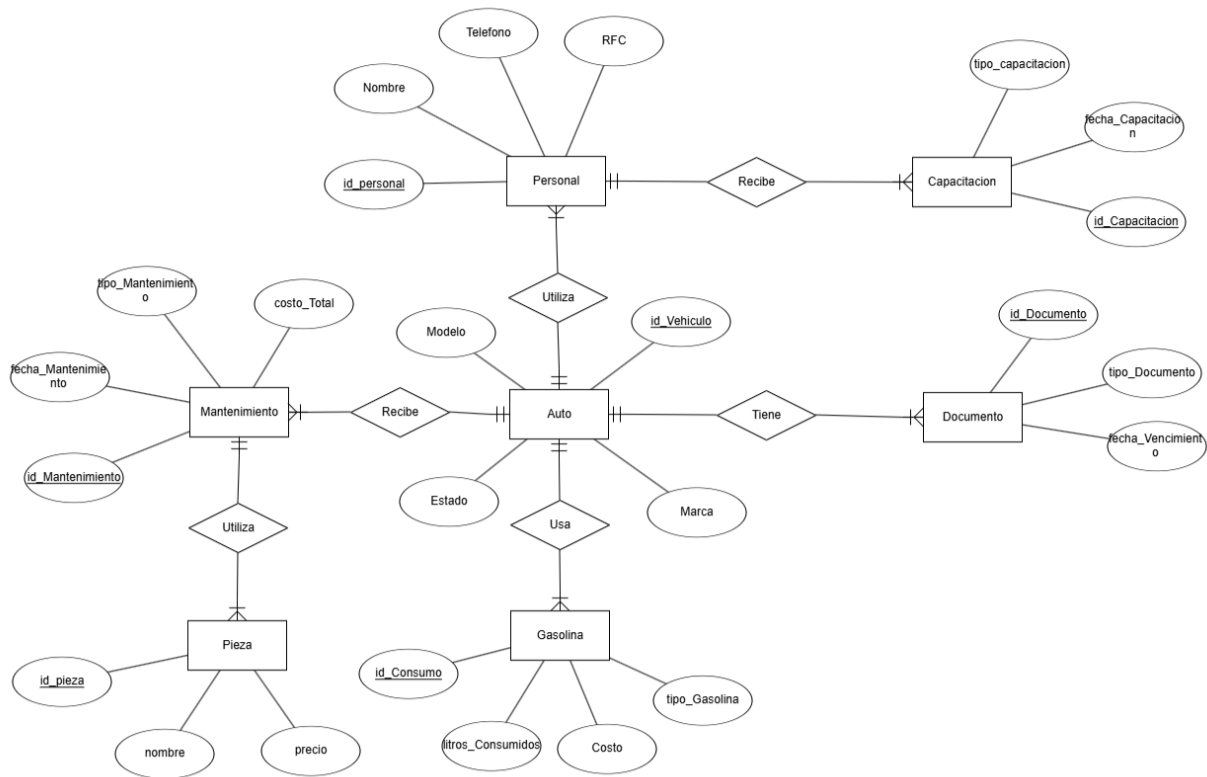 Telefono
RFC
Nombre
tipo_capacitacion
fecha_Capacitacio
n
id_personal
Personal
Recibe
Capacitacion
id_Capacitacion
tipo_Mantenimient
o
costo_Total
Utiliza
Modelo
id_Vehiculo
id_Documento
fecha_Mantenimie
nto
tipo_Documento
Mantenimiento
Recibe
Auto
Tiene
Documento
fecha_Vencimient
o
id_Mantenimiento
Estado
Marca
Utiliza
Usa
Pieza
Gasolina
id_pieza
id_Consumo
tipo_Gasolina
nombre
precio
litros_Consumidos
Costo